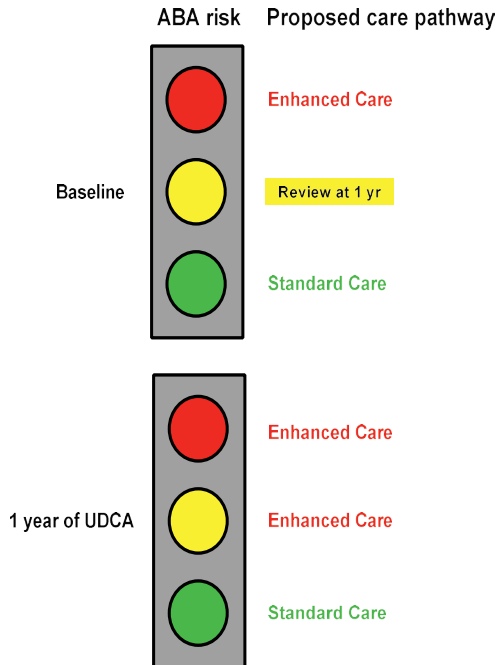 ABA risk Proposed care pathway
Enhanced Care
Baseline Review at 1 yr
Standard Care
Enhanced Care
1 year of UDCA Enhanced Care
Standard Care